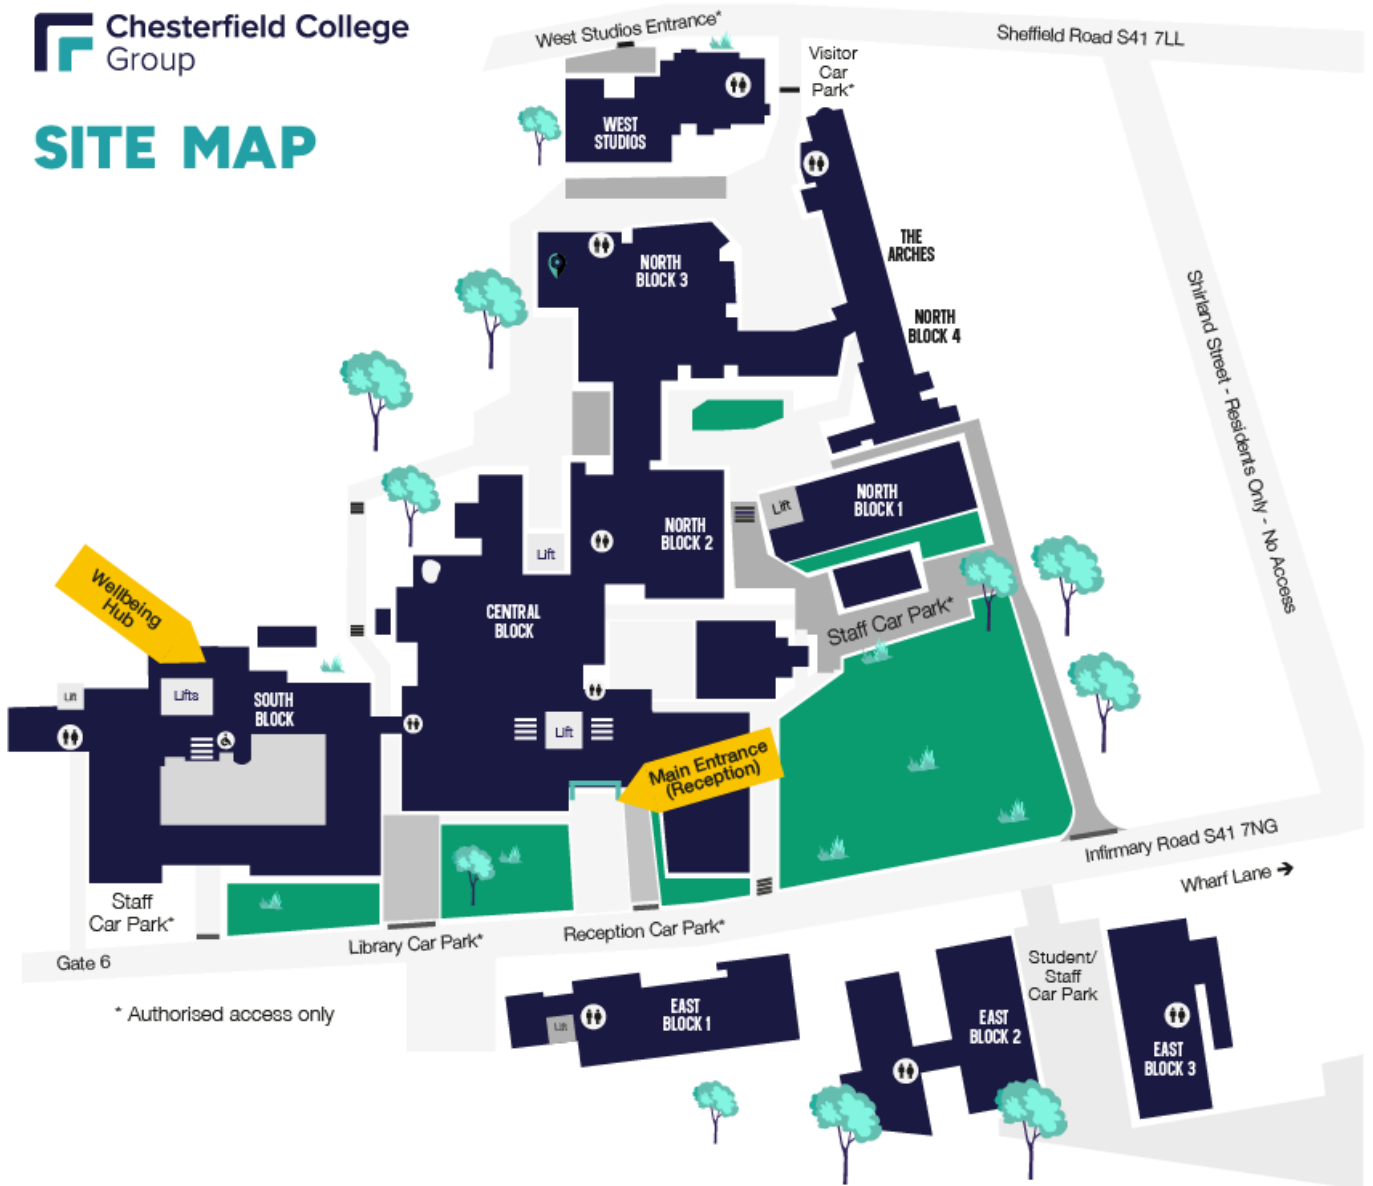 Chesterfield College
Group
SITE MAP
West Studios Entrance*
Sheffield Road S41 7LL
Visitor
Car
Park*
WEST
STUDIOS
THE
ARCHES
NORTH
BLOCK 3
NORTH
BLOCK 4
Shirland Street - Residents Only - No Access
NORTH
BLOCK 1
Lift
NORTH
BLOCK 2
Lift
Wellbeing
Hub
CENTRAL
BLOCK
Staff Car Park*
Lift
Lifts
SOUTH
BLOCK
Lift
Main Entrance
(Reception)
Infirmary Road S41 7NG
Wharf Lane →
Staff
Car Park*
Library Car Park*
Reception Car Park*
Gate 6
* Authorised access only
Student/
Staff
Car Park
EAST
BLOCK 1
Lift
EAST
BLOCK 2
EAST
BLOCK 3